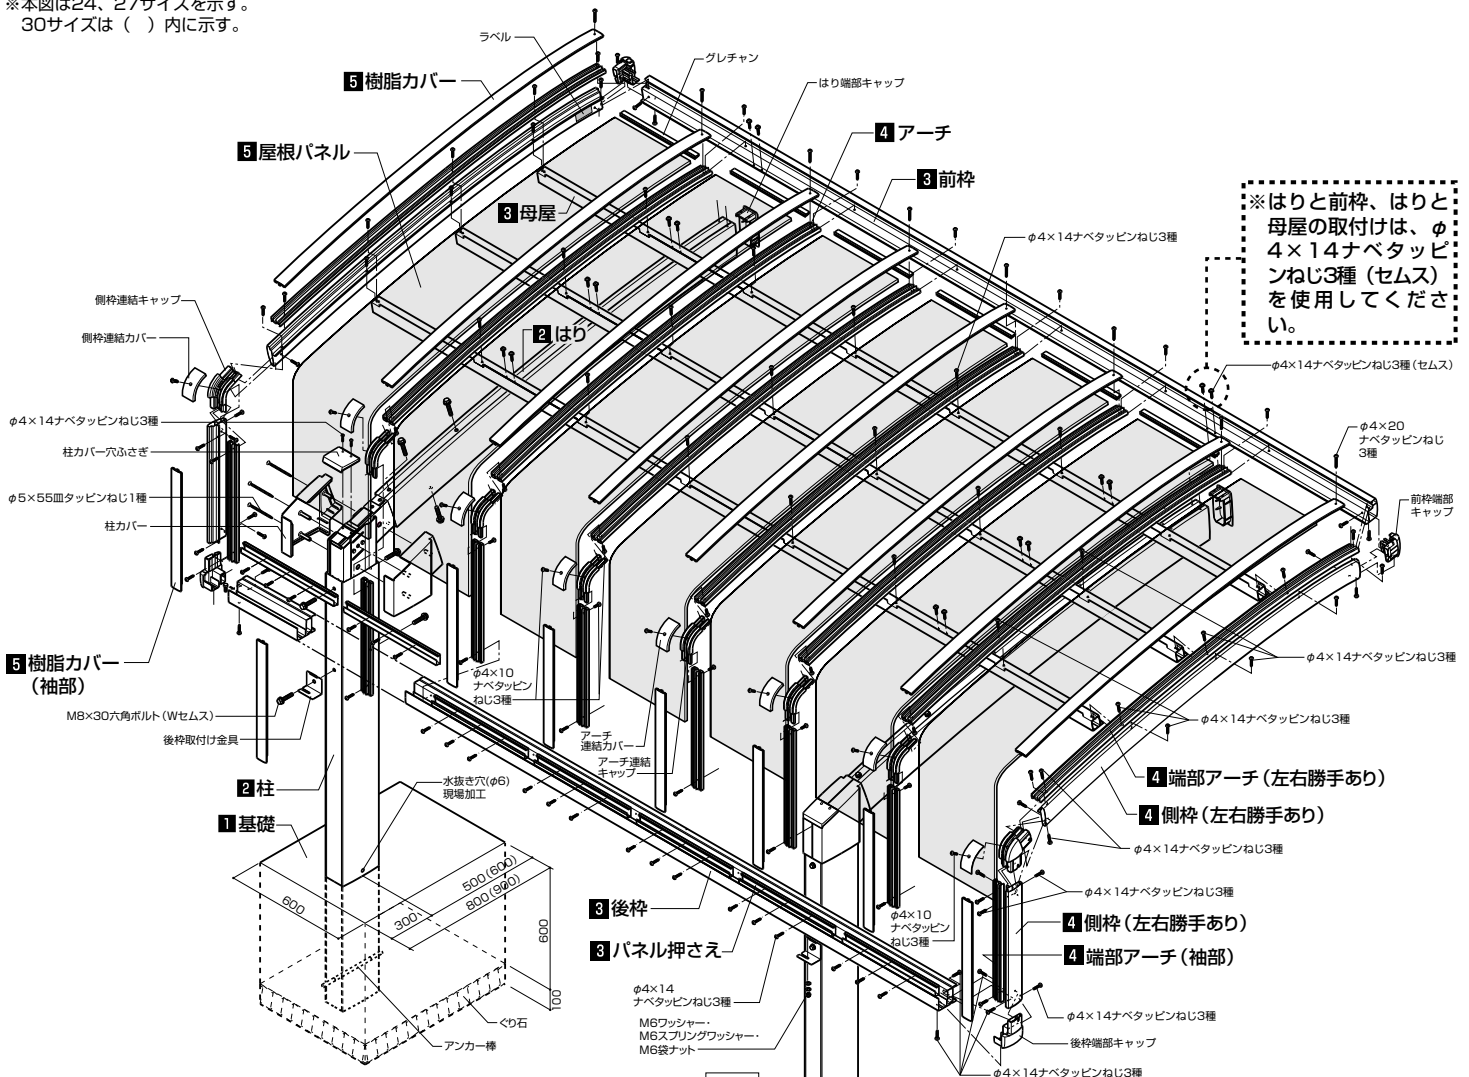 ※本図は24、27サイズを示す。
30サイズは（　）内に示す。
ラベル
グレチャン
はり端部キャップ
5 樹脂カバー
5 屋根パネル
4 アーチ
3 前枠
3 母屋
φ4×14ナベタッピンねじ3種
※はりと前枠、はりと
母屋の取付けは、φ
4×14ナベタッピ
ンねじ3種（セムス）
を使用してくださ
い。
側枠連結キャップ
側枠連結カバー
2 はり
φ4×14ナベタッピンねじ3種（セムス）
φ4×14ナベタッピンねじ3種
柱カバー穴ふさぎ
φ5×55皿タッピンねじ1種
柱カバー
φ4×20
ナベタッピンねじ
3種
前枠端部
キャップ
5 樹脂カバー
（袖部）
M8×30六角ボルト（Wセムス）
後枠取付け金具
φ4×10
ナベタッピン
ねじ3種
アーチ
連結カバー
アーチ連結
キャップ
φ4×14ナベタッピンねじ3種
φ4×14ナベタッピンねじ3種
4 端部アーチ（左右勝手あり）
4 側枠（左右勝手あり）
φ4×14ナベタッピンねじ3種
2 柱
水抜き穴（φ6）
現場加工
1 基礎
500（600）
800（900）
300
600
600
100
ぐり石
アンカー棒
3 後枠
3 パネル押さえ
φ4×10
ナベタッピン
ねじ3種
φ4×14ナベタッピンねじ3種
4 側枠（左右勝手あり）
4 端部アーチ（袖部）
φ4×14
ナベタッピンねじ3種
M6ワッシャー・
M6スプリングワッシャー・
M6袋ナット
φ4×14ナベタッピンねじ3種
後枠端部キャップ
φ4×14ナベタッピンねじ3種